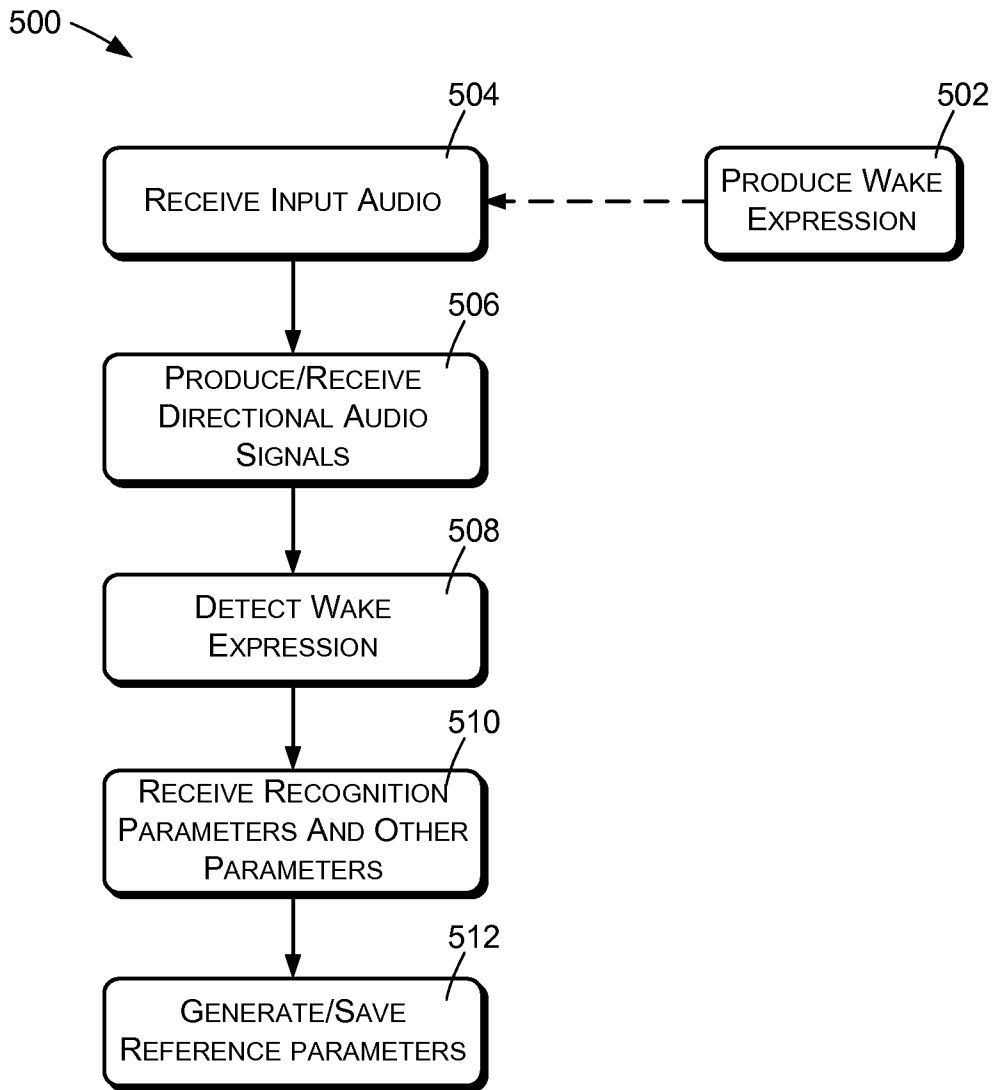 500
504
RECEIVE INPUT AUDIO
502
PRODUCE WAKE
EXPRESSION
506
PRODUCE/RECEIVE
DIRECTIONAL AUDIO
SIGNALS
508
DETECT WAKE
EXPRESSION
510
RECEIVE RECOGNITION
PARAMETERS AND OTHER
PARAMETERS
512
GENERATE/SAVE
REFERENCE PARAMETERS